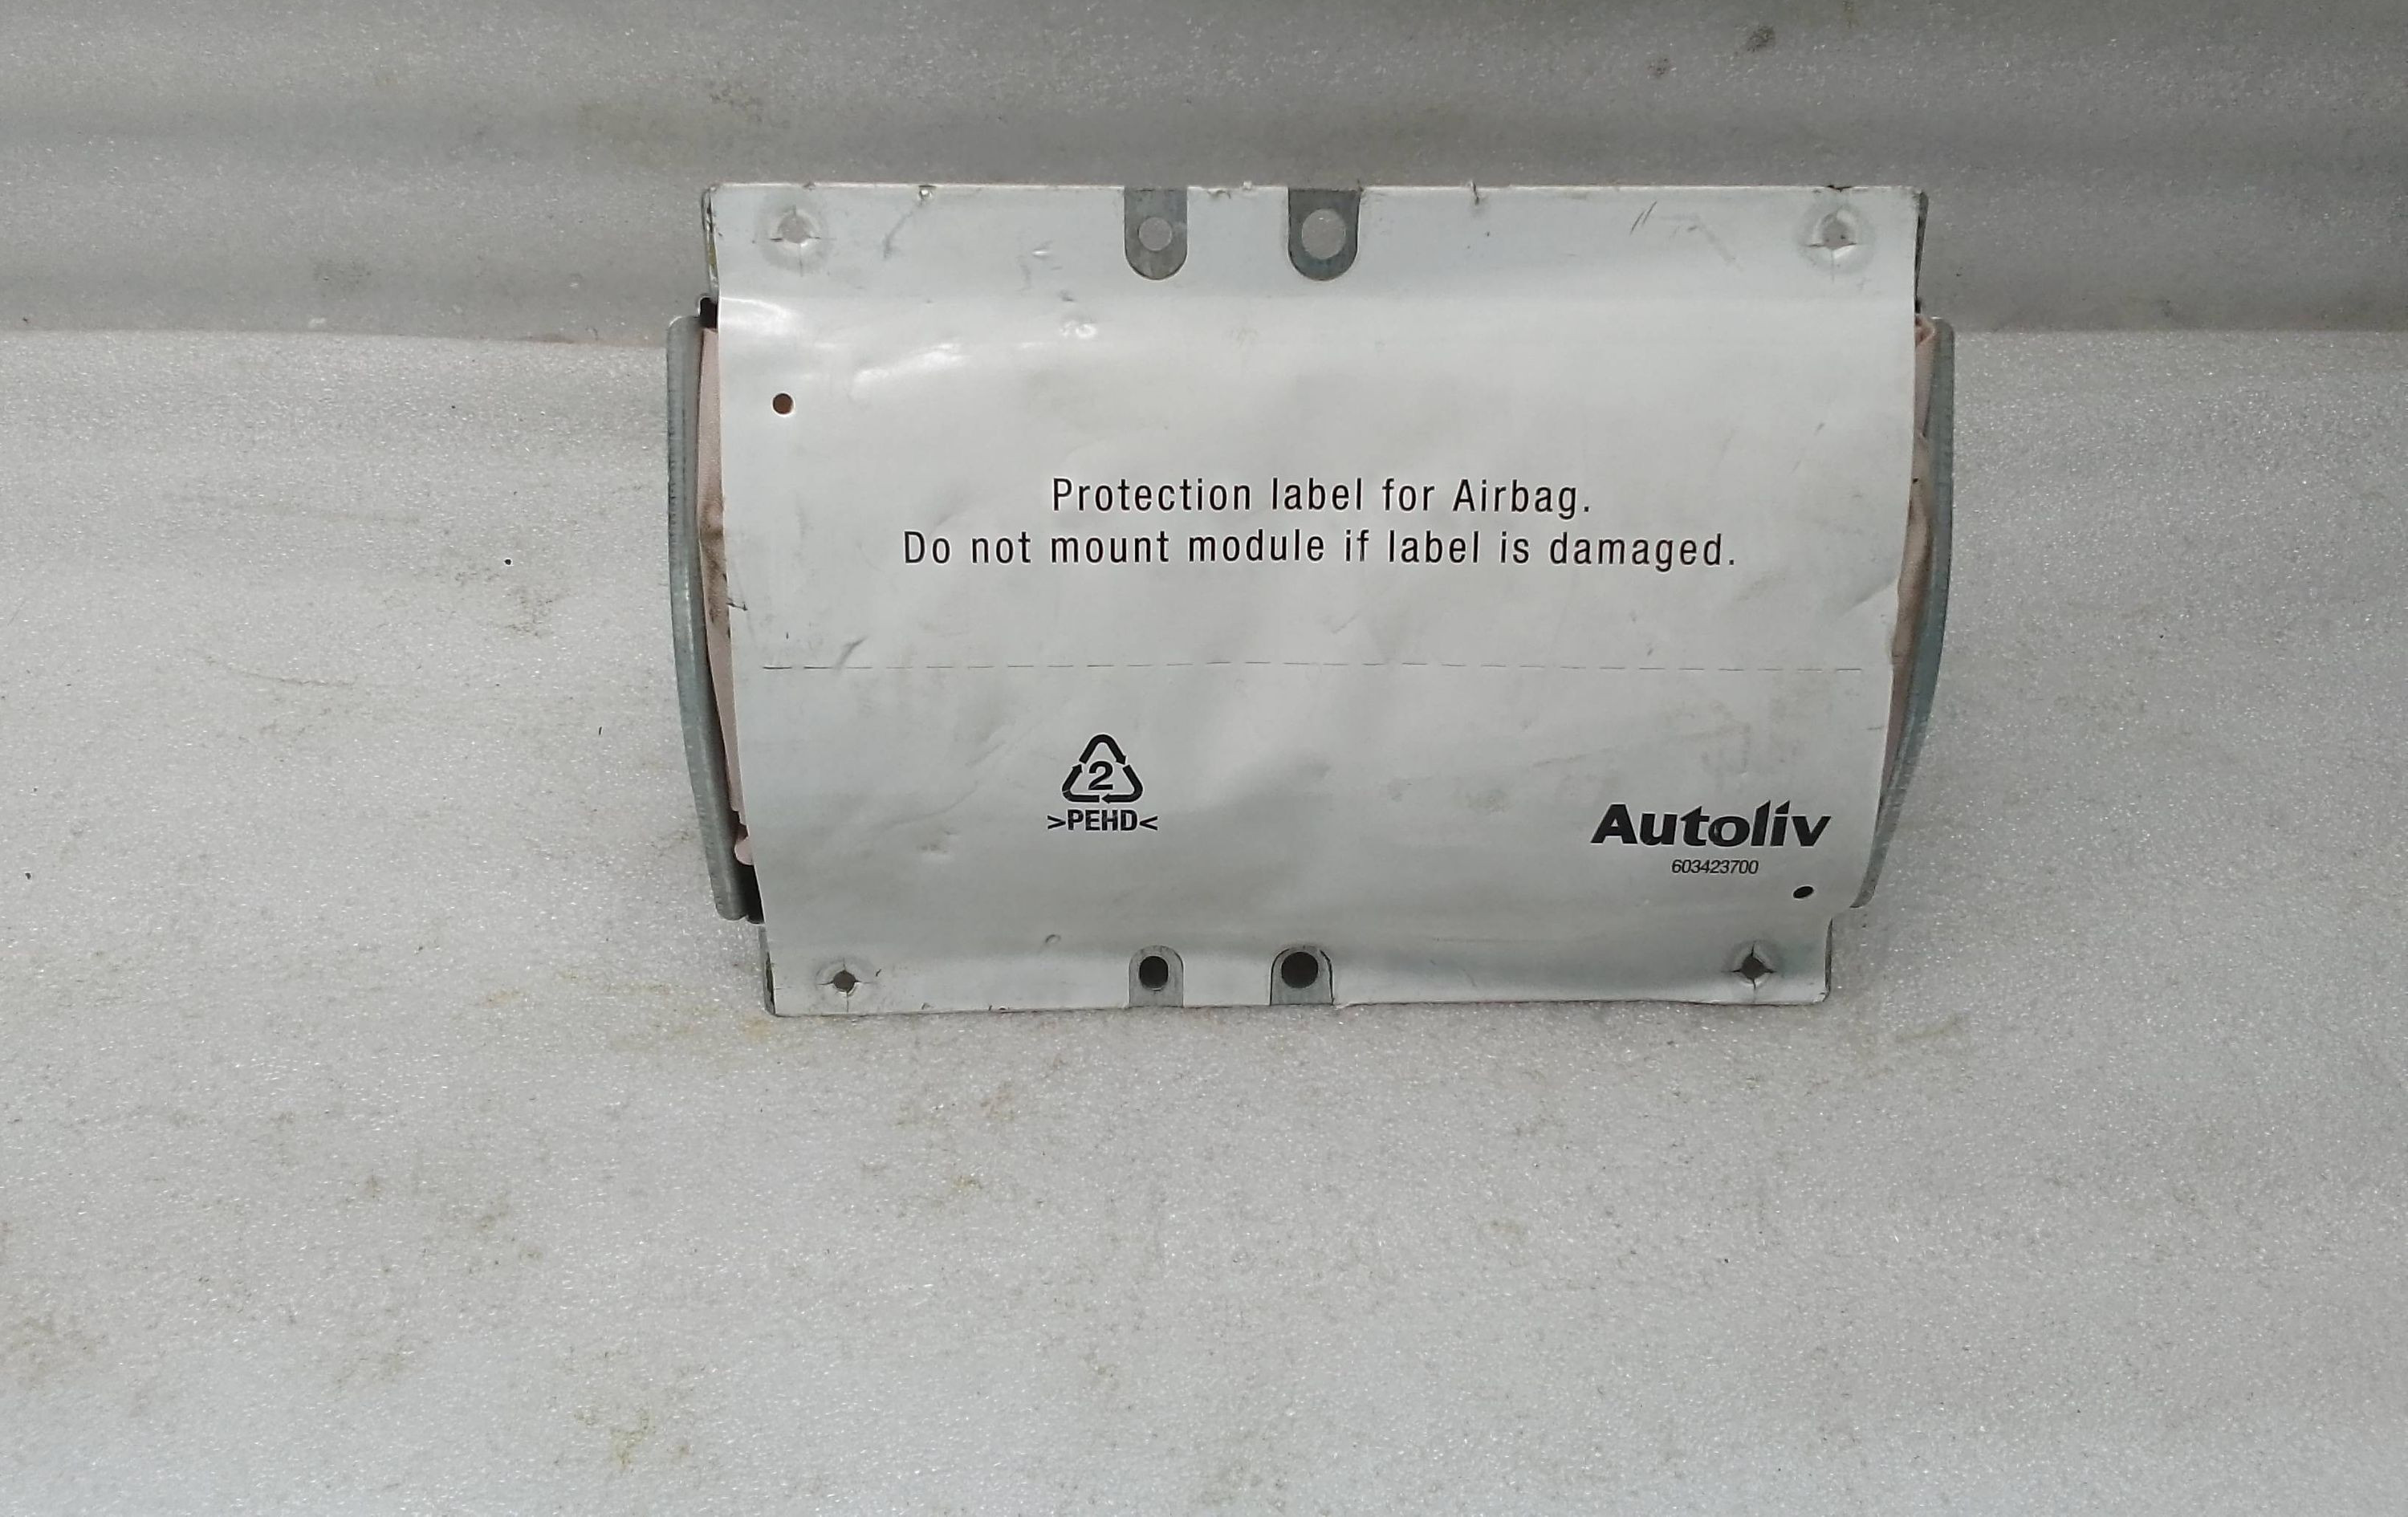 Protection label for Airbag.
Do not mount module if label is damaged.
2
>PEHD<
Autoliv
603423700